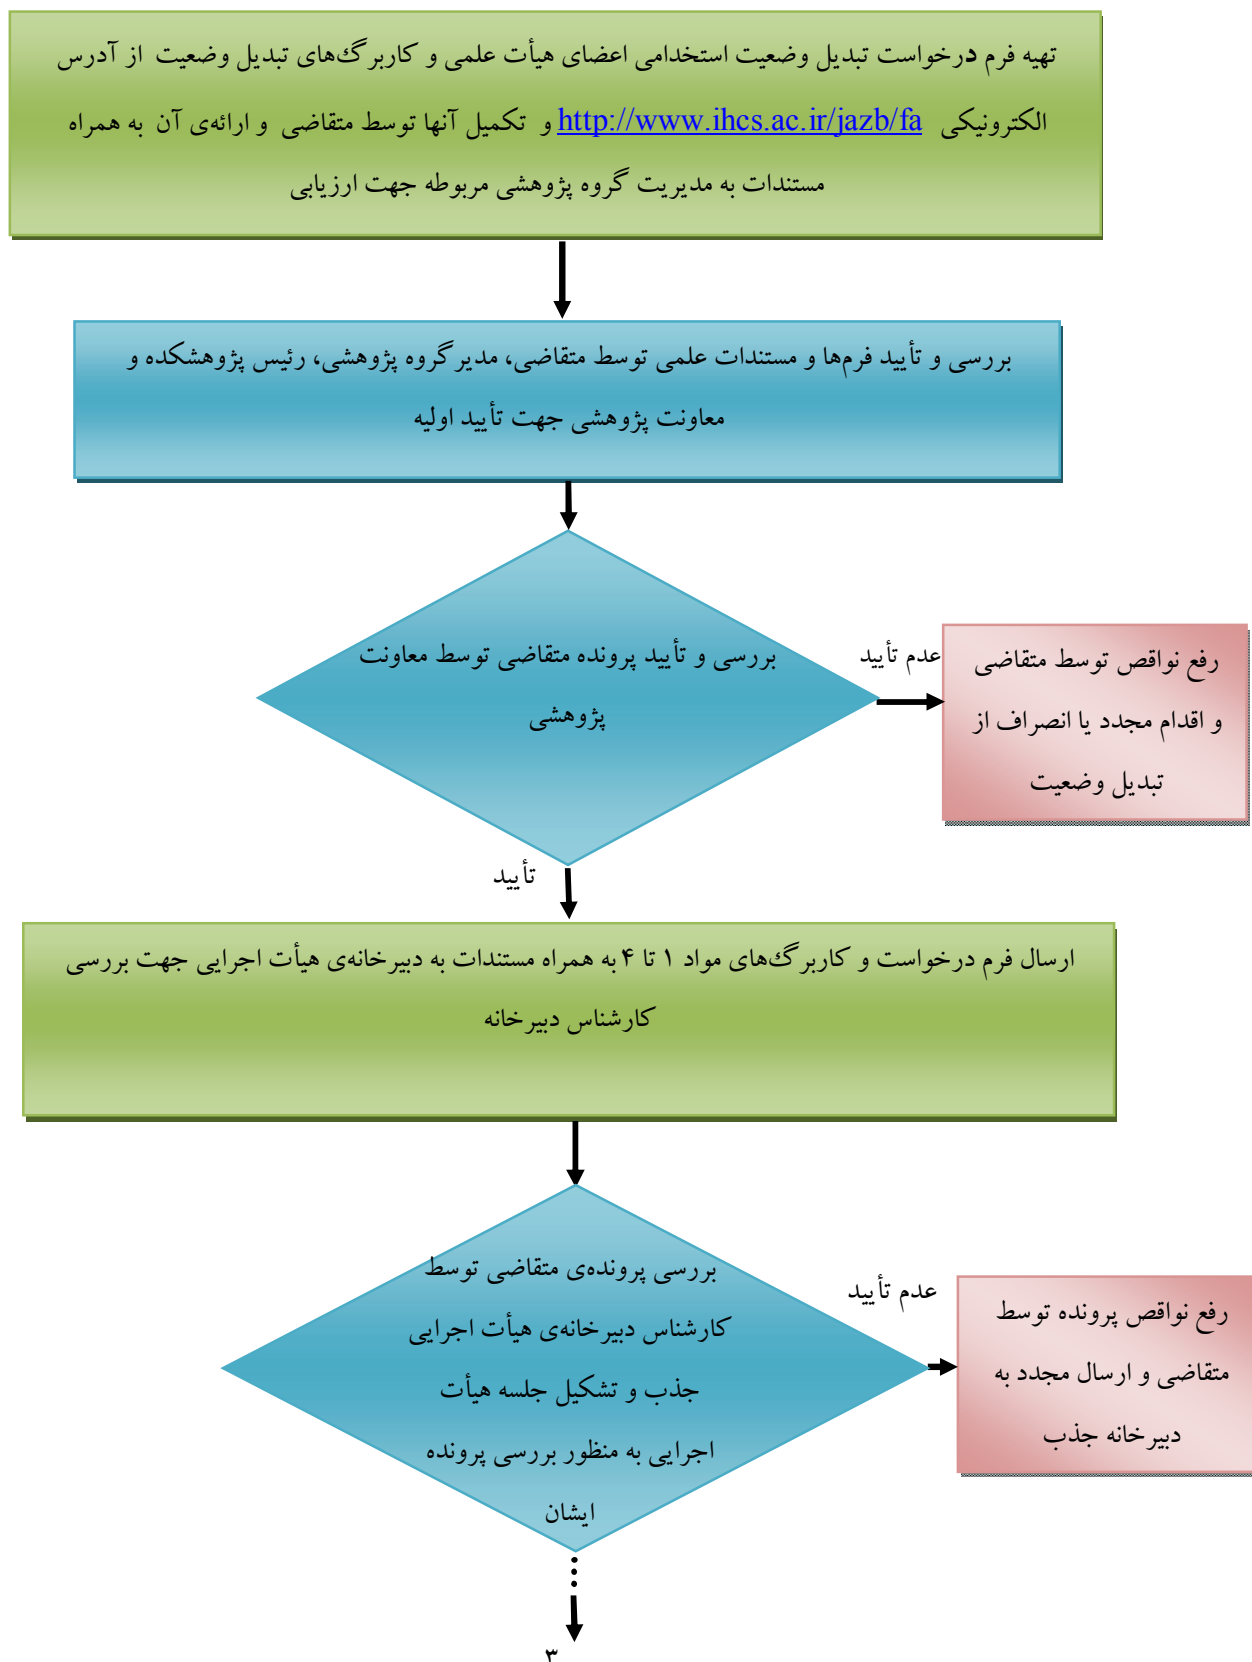 تهیه فرم درخواست تبدیل وضعیت استخدامی اعضای هیأت علمی و کاربرگ‌های تبدیل وضعیت از آدرس
الکترونیکی http://www.ihcs.ac.ir/jazb/fa و تکمیل آنها توسط متقاضی و ارائه‌ی آن به همراه
مستندات به مدیریت گروه پژوهشی مربوطه جهت ارزیابی
بررسی و تأیید فرم‌ها و مستندات علمی توسط متقاضی، مدیرگروه پژوهشی، رئیس پژوهشکده و
معاونت پژوهشی جهت تأیید اولیه
بررسی و تأیید پرونده متقاضی توسط معاونت
پژوهشی
عدم تأیید
رفع نواقص توسط متقاضی
و اقدام مجدد یا انصراف از
تبدیل وضعیت
تأیید
ارسال فرم درخواست و کاربرگ‌های مواد ۱ تا ۴ به همراه مستندات به دبیرخانه‌ی هیأت اجرایی جهت بررسی
کارشناس دبیرخانه
بررسی پرونده‌ی متقاضی توسط
کارشناس دبیرخانه‌ی هیأت اجرایی
جذب و تشکیل جلسه هیأت
اجرایی به منظور بررسی پرونده
ایشان
عدم تأیید
رفع نواقص پرونده توسط
متقاضی و ارسال مجدد به
دبیرخانه جذب
۳